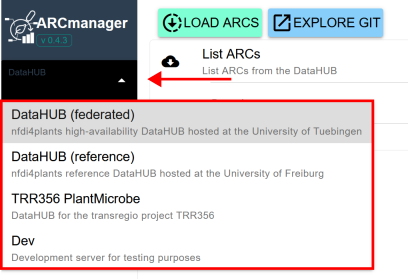 ARCmanager
v 0.4.3
LOAD ARCS
EXPLORE GIT
DataHUB
List ARCs
List ARCs from the DataHUB
DataHUB (federated)
nfdi4plants high-availability DataHUB hosted at the University of Tuebingen
DataHUB (reference)
nfdi4plants reference DataHUB hosted at the University of Freiburg
TRR356 PlantMicrobe
DataHUB for the transregio project TRR356
Dev
Development server for testing purposes